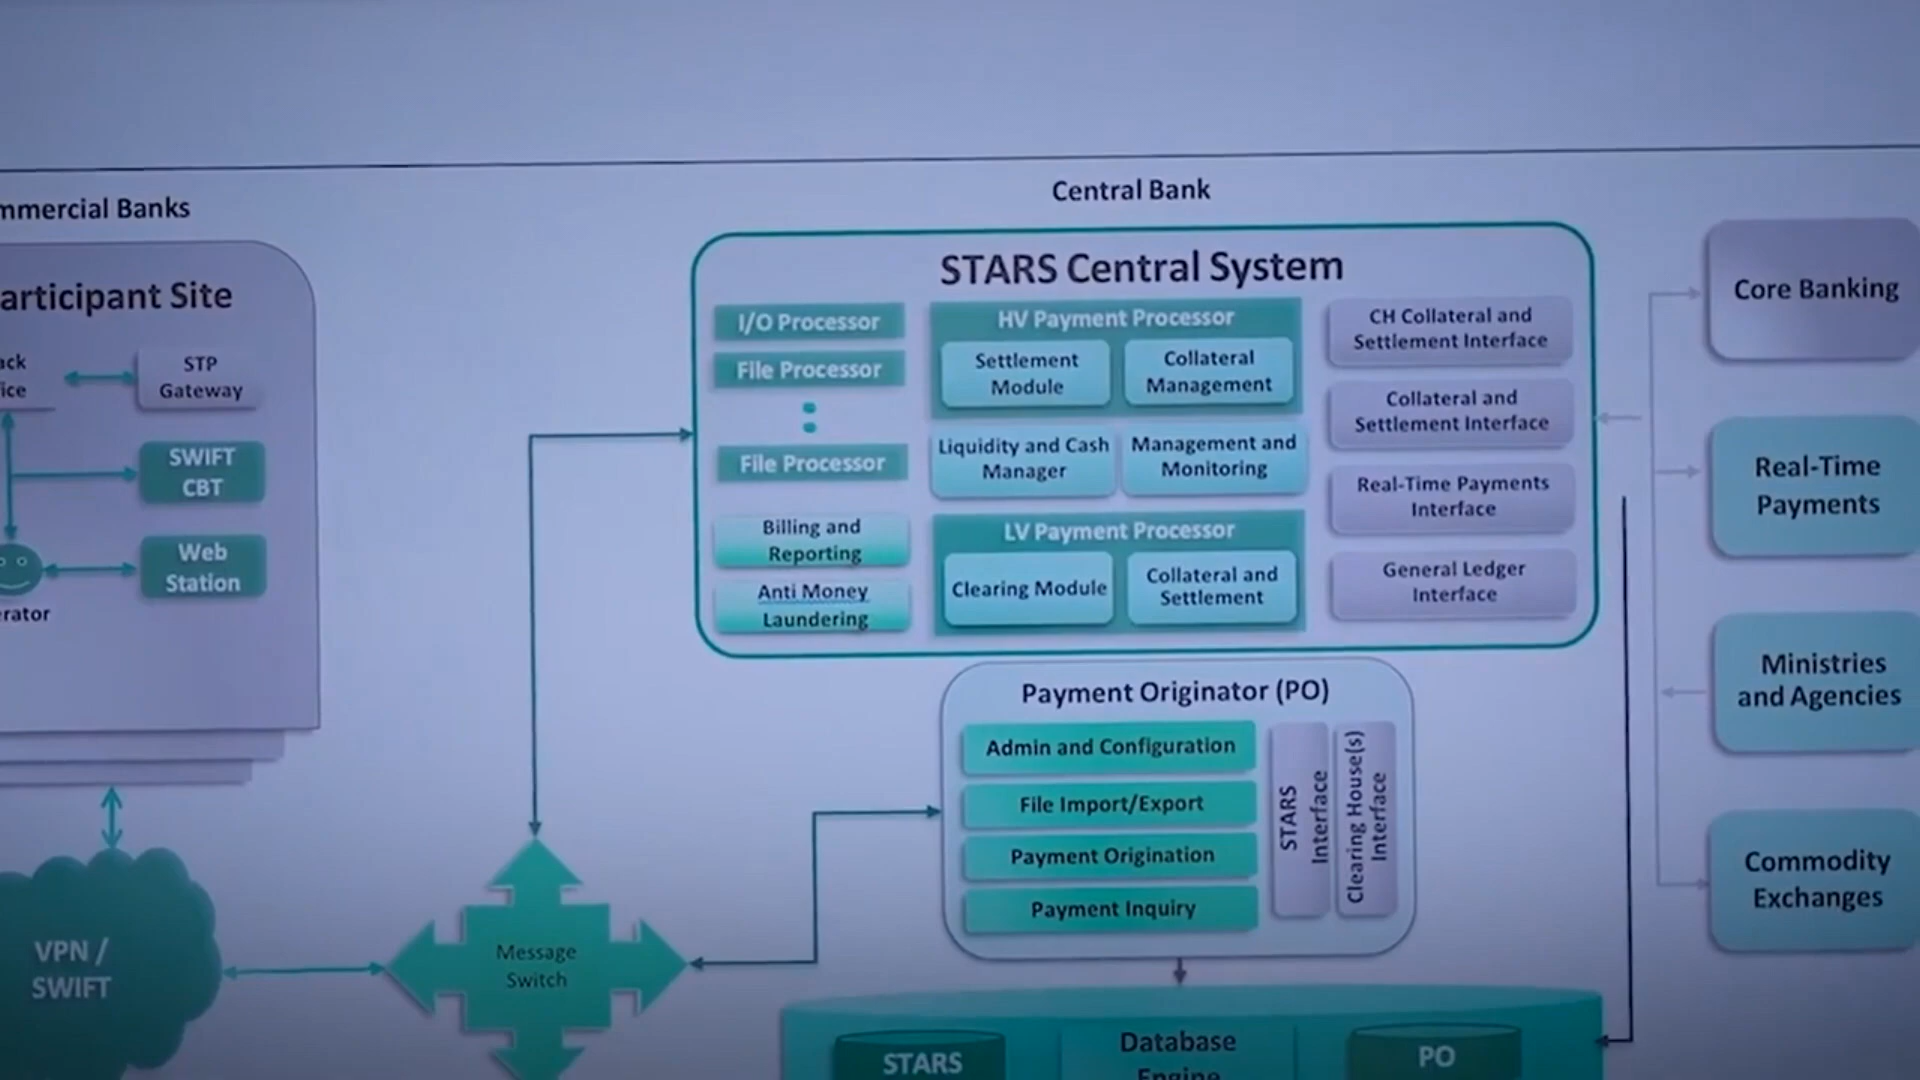 Central Bank
Banks
STARS Central System
Site
I/O Processor
File Processor
File Processor
Billing and
Reporting
Anti Money
Laundering
HV Payment Processor
Settlement
Module
Collateral
Management
Liquidity and Cash
Manager
Management and
Monitoring
LV Payment Processor
Clearing Module
Collateral and
Settlement
CH Collateral and
Settlement Interface
Collateral and
Settlement Interface
Real-Time Payments
Interface
General Ledger
Interface
STP
Gateway
SWIFT
CBT
Web
Station
Core Banking
Real-Time
Payments
Ministries
and Agencies
Commodity
Exchanges
Payment Originator (PO)
Admin and Configuration
File Import/Export
Payment Origination
Payment Inquiry
STARS
Interface
Clearing House(s)
Interface
VPN /
SWIFT
Message
Switch
STARS
Database
Engine
PO